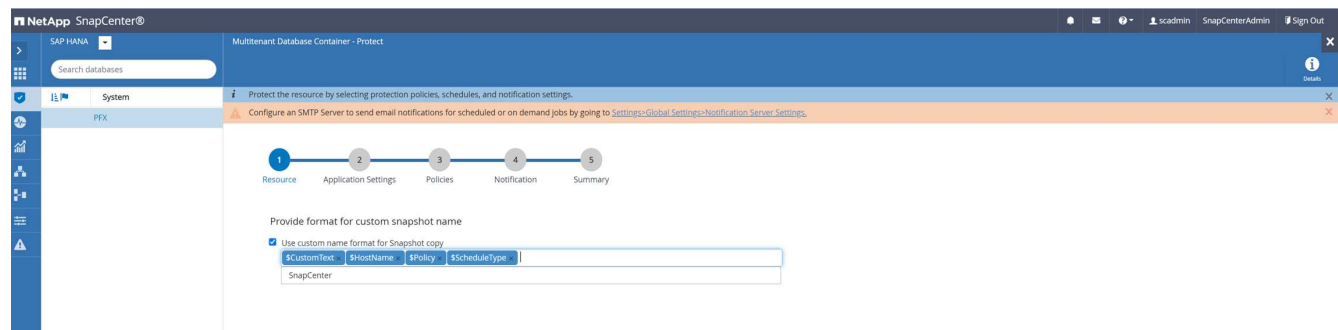 NetApp SnapCenter®
scadmin SnapCenterAdmin Sign Out
SAP HANA
Multitenant Database Container - Protect
Search databases
Details
System
Protect the resource by selecting protection policies, schedules, and notification settings.
PFX
Configure an SMTP Server to send email notifications for scheduled or on demand jobs by going to Settings>Global Settings>Notification Server Settings.
1 2 3 4 5
Resource Application Settings Policies Notification Summary
Provide format for custom snapshot name
Use custom name format for Snapshot copy
$CustomText × $HostName × $Policy × $ScheduleType ×
SnapCenter